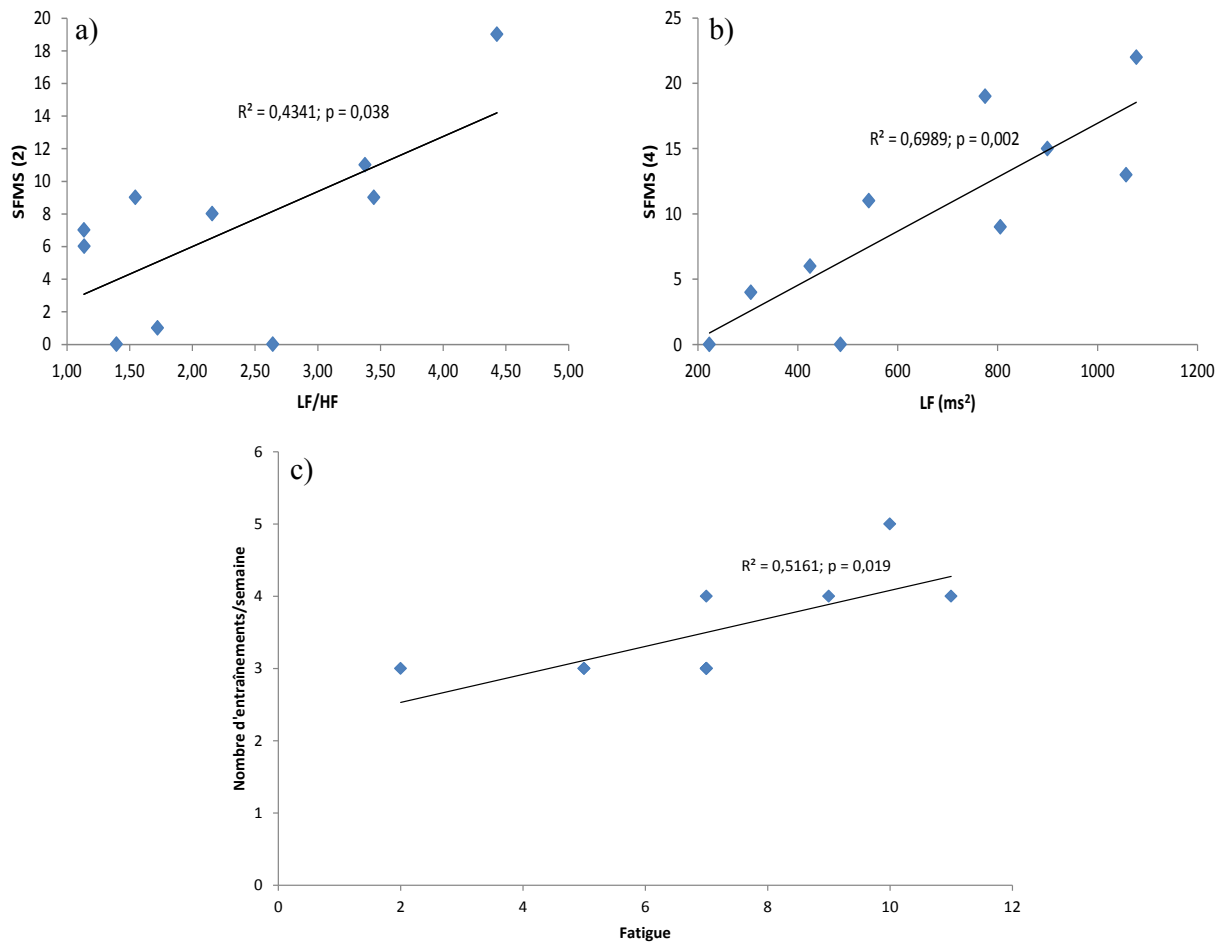 a)
20
18
16
14
12
10
8
6
4
2
0
SFMS (2)
R² = 0,4341; p = 0,038
1,00 1,50 2,00 2,50 3,00 3,50 4,00 4,50 5,00
LF/HF
b)
25
20
15
10
5
0
SFMS (4)
R² = 0,6989; p = 0,002
200 400 600 800 1000 1200
LF (ms²)
c)
6
5
4
3
2
1
0
Nombre d'entraînements/semaine
R² = 0,5161; p = 0,019
0 2 4 6 8 10 12
Fatigue